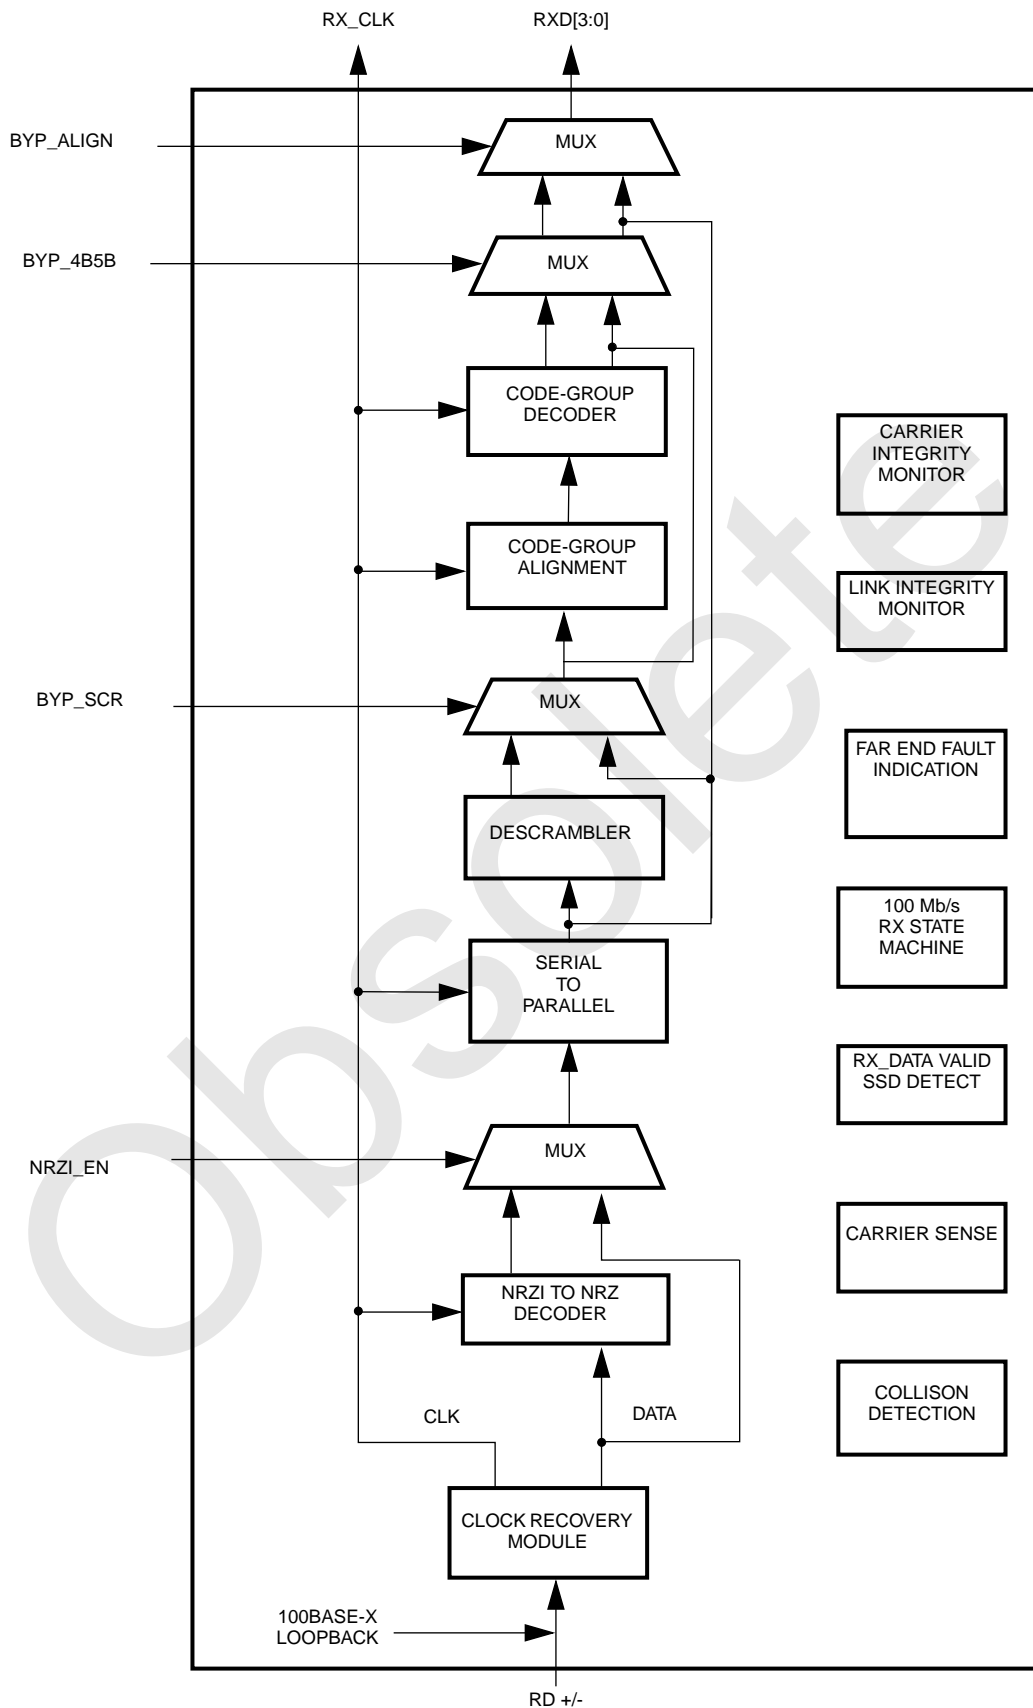 RX_CLK
RXD[3:0]
BYP_ALIGN
MUX
BYP_4B5B
MUX
CODE-GROUP
DECODER
CARRIER
INTEGRITY
MONITOR
CODE-GROUP
ALIGNMENT
LINK INTEGRITY
MONITOR
BYP_SCR
MUX
FAR END FAULT
INDICATION
DESCRAMBLER
100 Mb/s
RX STATE
MACHINE
SERIAL
TO
PARALLEL
RX_DATA VALID
SSD DETECT
NRZI_EN
MUX
CARRIER SENSE
NRZI TO NRZ
DECODER
COLLISON
DETECTION
CLK
DATA
CLOCK RECOVERY
MODULE
100BASE-X
LOOPBACK
RD +/-
Obsolete